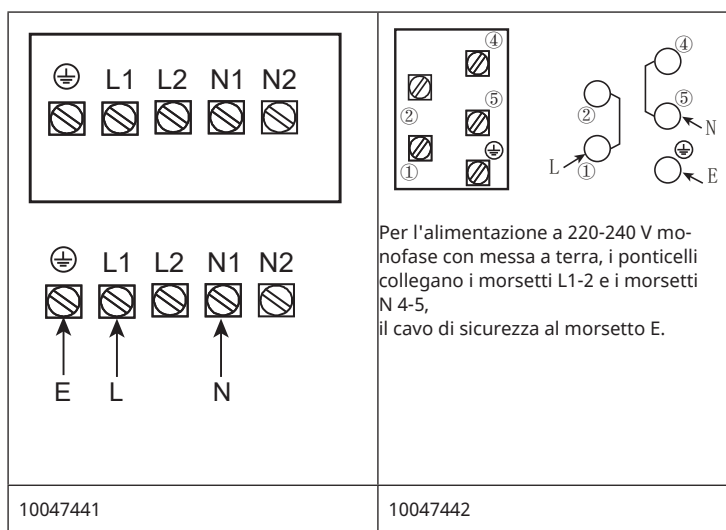 L1 L2 N1 N2
L1 L2 N1 N2
E L N
④
②
⑤
①
④
②
⑤
N
L
①
E
Per l'alimentazione a 220-240 V mo-
nofase con messa a terra, i ponticelli
collegano i morsetti L1-2 e i morsetti
N 4-5,
il cavo di sicurezza al morsetto E.
10047441
10047442